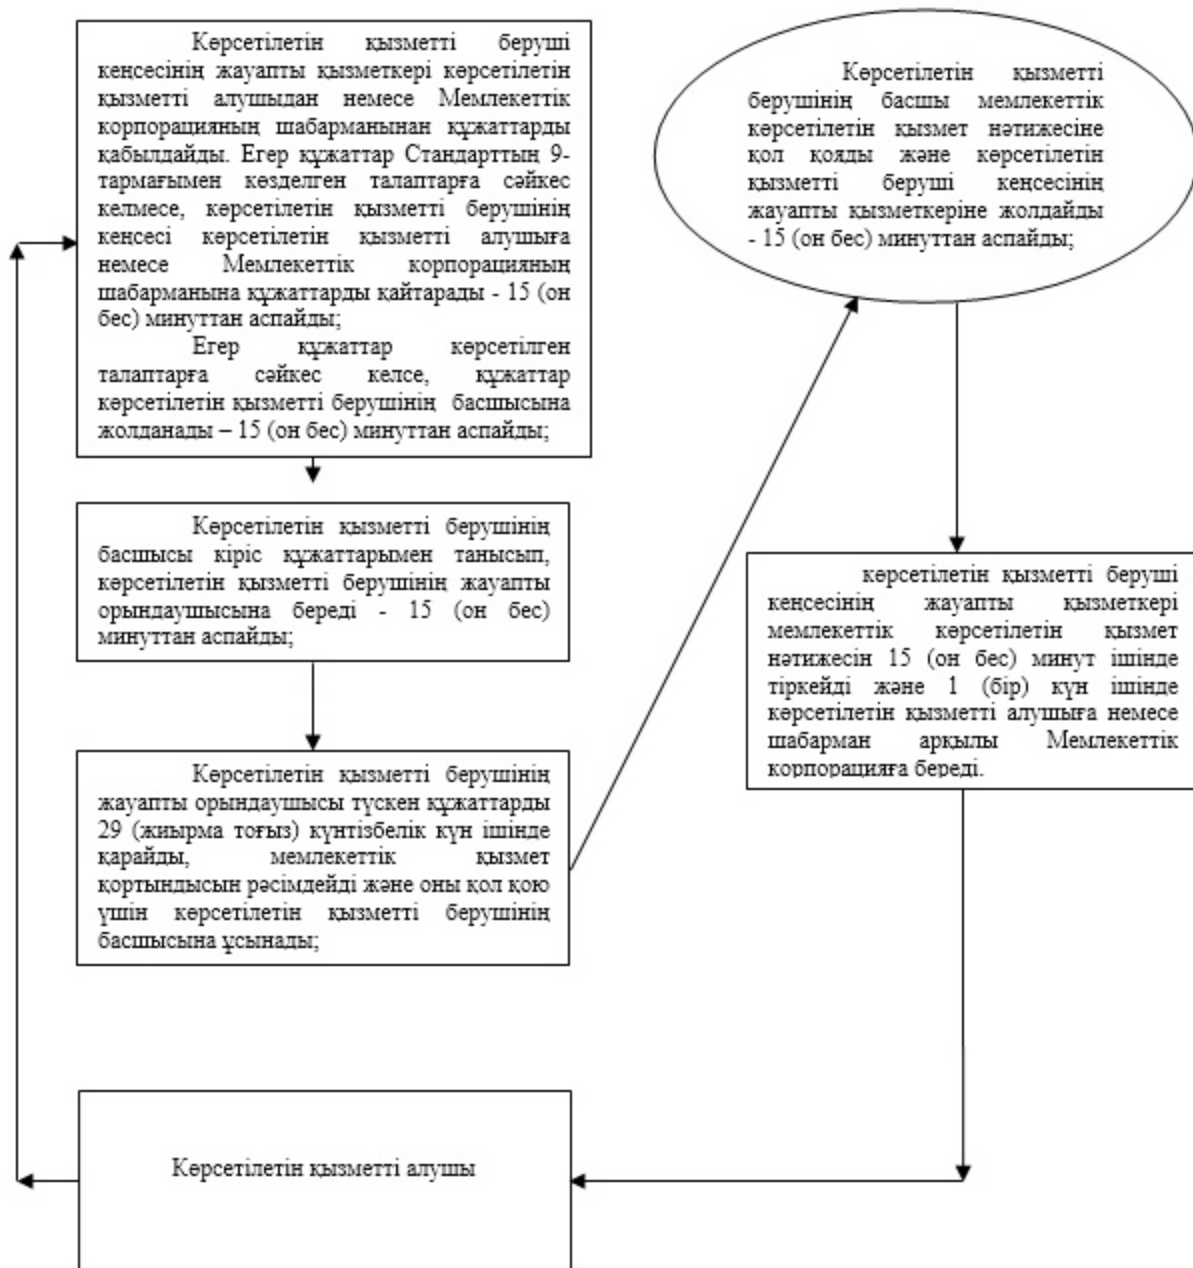 Көрсетілетін қызметті беруші
кеңсесінің жауапты қызметкері көрсетілетін
қызметті алушыдан немесе Мемлекеттік
корпорацияның шабарманынан құжаттарды
қабылдайды. Егер құжаттар Стандарттың 9-
тармағымен көзделген талаптарға сәйкес
келмесе, көрсетілетін қызметті берушінің
кеңсесі көрсетілетін қызметті алушыға
немесе Мемлекеттік корпорацияның
шабарманына құжаттарды қайтарады - 15 (он
бес) минуттан аспайды;
Егер құжаттар көрсетілген
талаптарға сәйкес келсе, құжаттар
көрсетілетін қызметті берушінің басшысына
жолданады – 15 (он бес) минуттан аспайды;
Көрсетілетін қызметті берушінің
басшысы кіріс құжаттарымен танысып,
көрсетілетін қызметті берушінің жауапты
орындаушысына береді - 15 (он бес)
минуттан аспайды;
Көрсетілетін қызметті берушінің
жауапты орындаушысы түскен құжаттарды
29 (жиырма тоғыз) күнтізбелік күн ішінде
қарайды, мемлекеттік қызмет
қортындысын рәсімдейді және оны қол қою
үшін көрсетілетін қызметті берушінің
басшысына ұсынады;
Көрсетілетін қызметті
берушінің басшы мемлекеттік
көрсетілетін қызмет нәтижесіне
қол қояды және көрсетілетін
қызметті беруші кеңсесінің
жауапты қызметкеріне жолдайды
- 15 (он бес) минуттан аспайды;
көрсетілетін қызметті беруші
кеңсесінің жауапты қызметкері
мемлекеттік көрсетілетін қызмет
нәтижесін 15 (он бес) минут ішінде
тіркейді және 1 (бір) күн ішінде
көрсетілетін қызметті алушыға немесе
шабарман арқылы Мемлекеттік
корпорацияға береді.
Көрсетілетін қызметті алушы